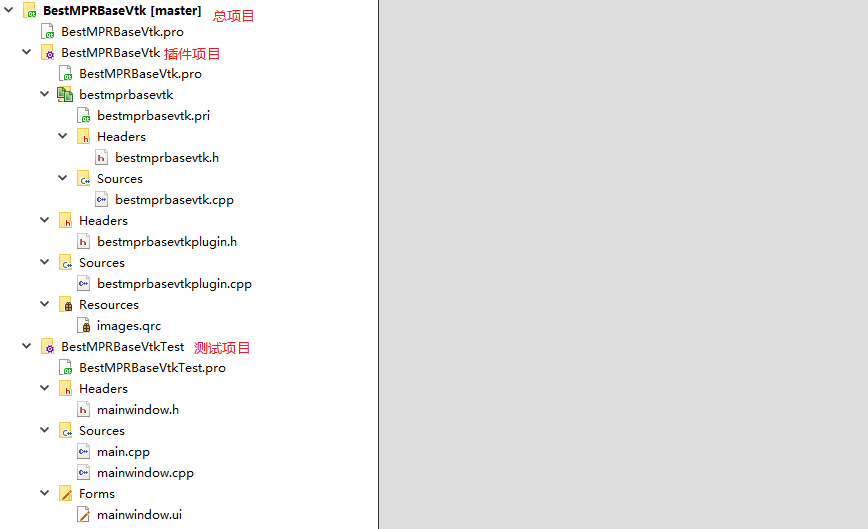 BestMPRBaseVtk [master] 总项目
BestMPRBaseVtk.pro
BestMPRBaseVtk 插件项目
BestMPRBaseVtk.pro
bestmprbasevtk
bestmprbasevtk.pri
Headers
bestmprbasevtk.h
Sources
bestmprbasevtk.cpp
Headers
bestmprbasevtkplugin.h
Sources
bestmprbasevtkplugin.cpp
Resources
images.qrc
BestMPRBaseVtkTest 测试项目
BestMPRBaseVtkTest.pro
Headers
mainwindow.h
Sources
main.cpp
mainwindow.cpp
Forms
mainwindow.ui